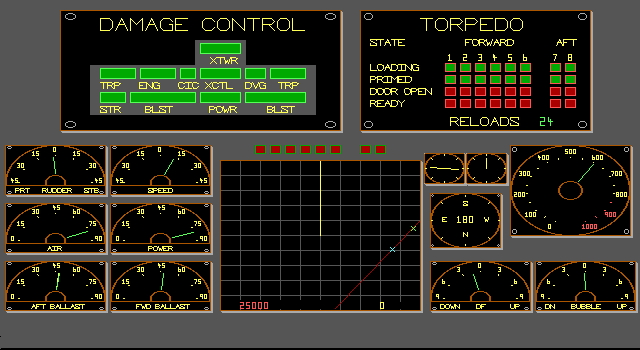 DAMAGE CONTROL
XTWR
TRP ENG CIC XCTL DVG TRP
STR BLST POWR BLST
TORPEDO
STATE FORWARD AFT
1 2 3 4 5 6 7 8
LOADING
PRIMED
DOOR OPEN
READY
RELOADS 24
45 30 15 0 15 30 45
PRT RUDDER STB
45 30 15 0 15 30 45
SPEED
0 15 30 45 60 75 90
AIR
0 15 30 45 60 75 90
POWER
0 15 30 45 60 75 90
AFT BALLAST
0 15 30 45 60 75 90
FWD BALLAST
25000 0
S
E 180 W
N
0 100 200 300 400 500 600 700 800 900 1000
9 6 3 0 3 6 9
DOWN DF UP
9 6 3 0 3 6 9
DN BUBBLE UP